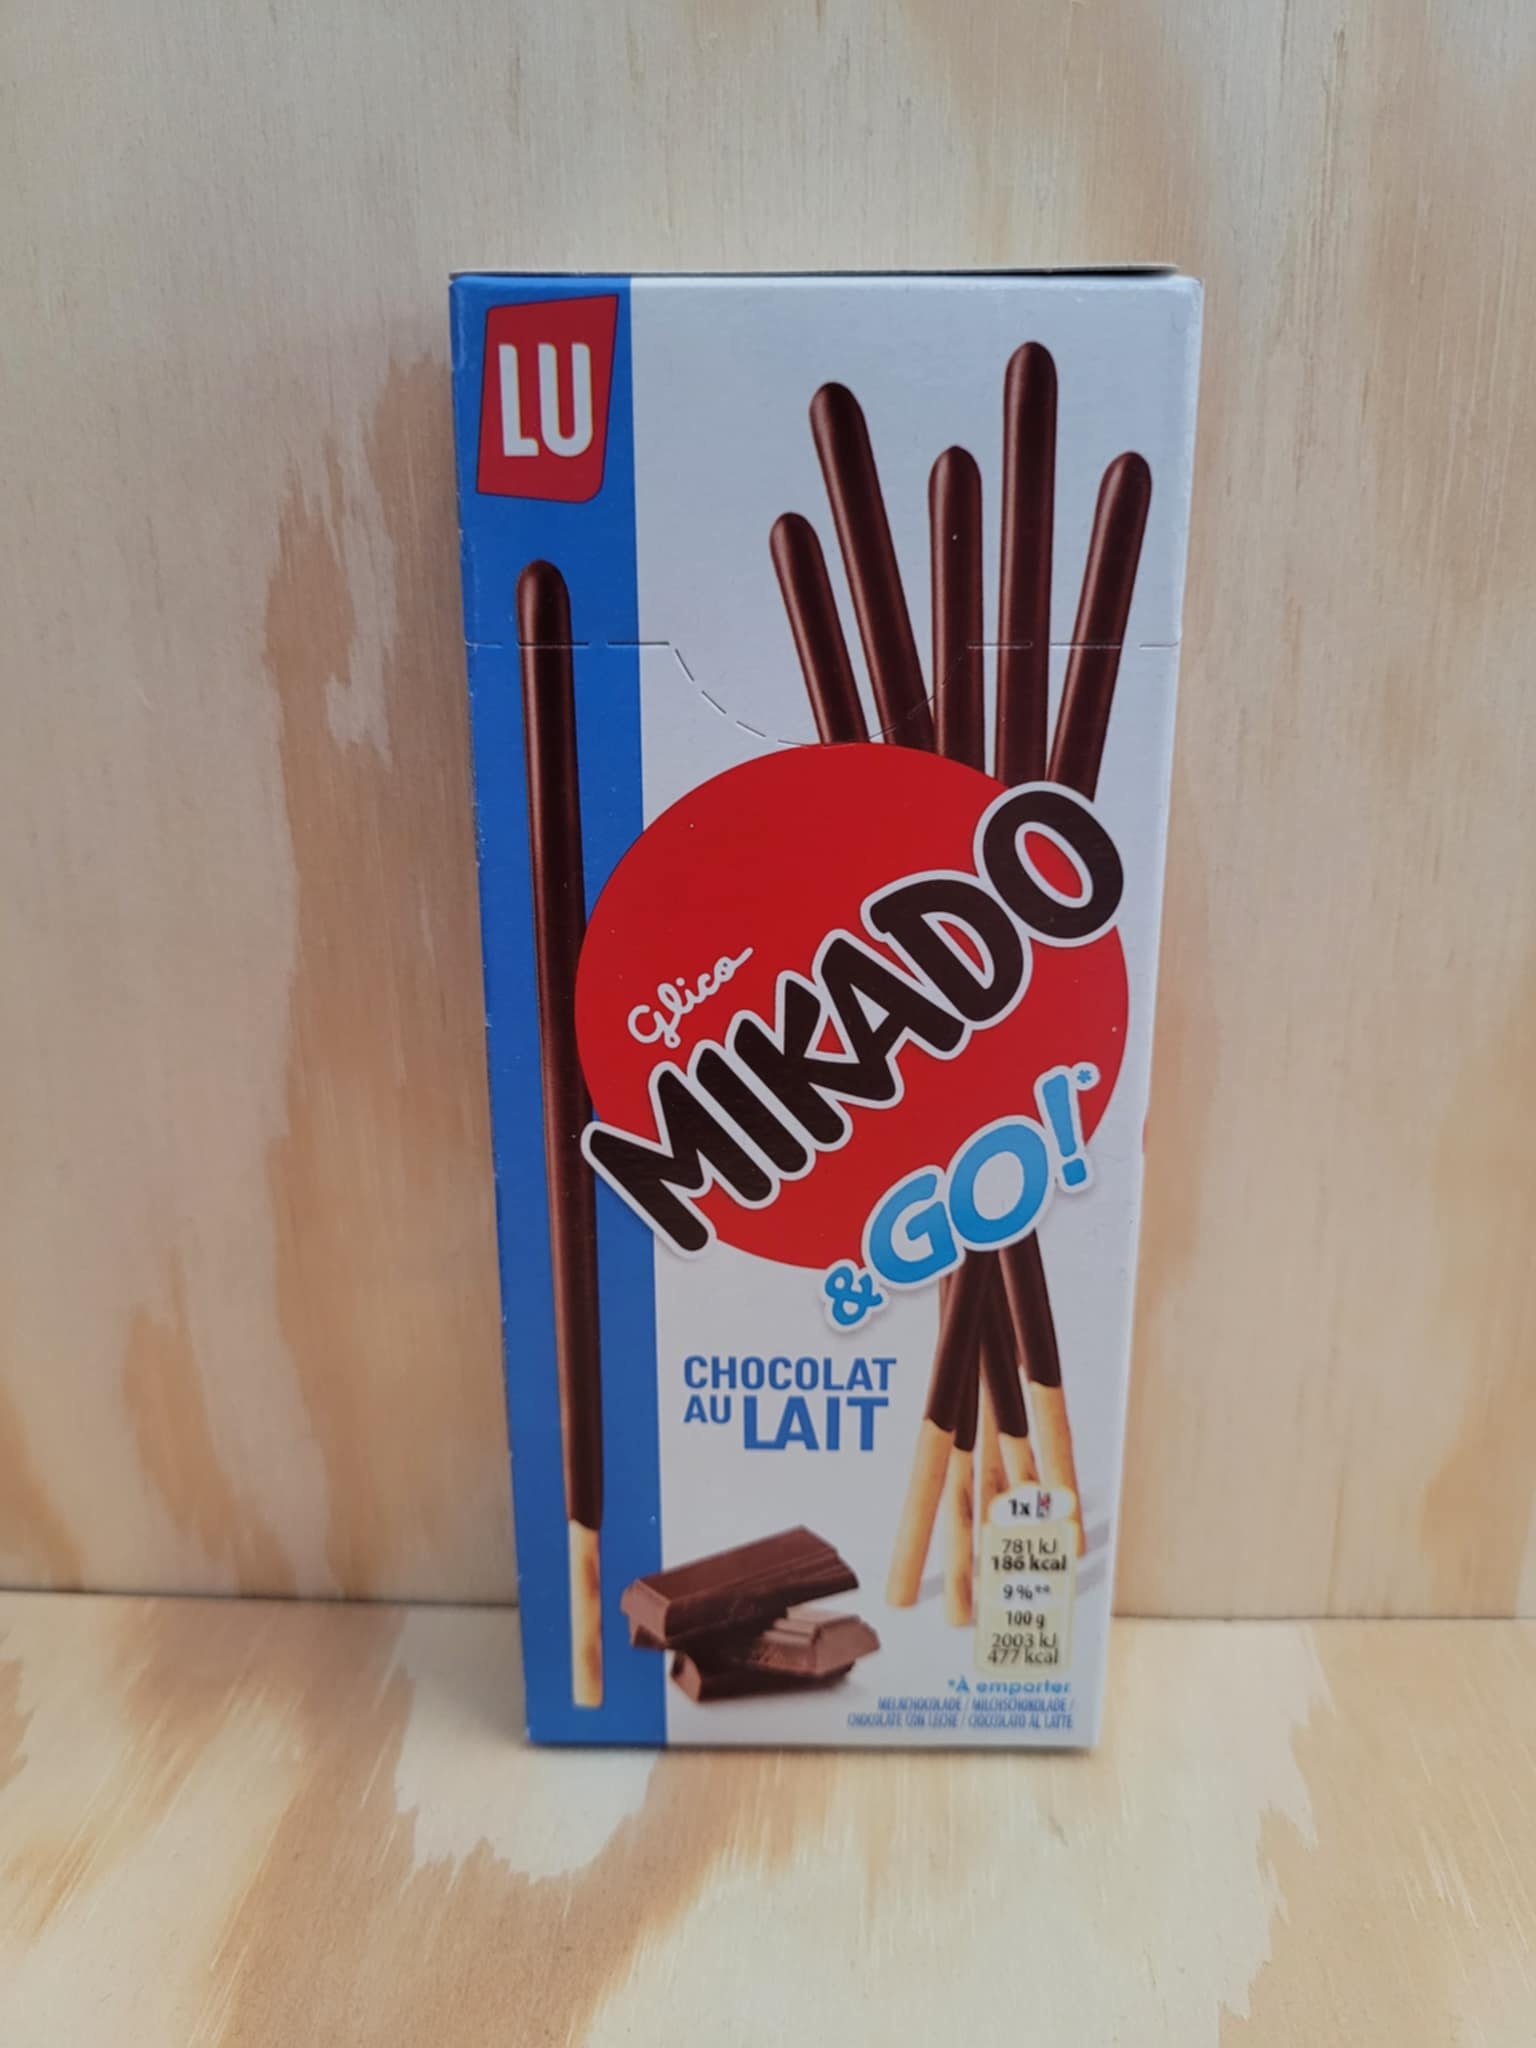 LU
Glico
MIKADO
& GO!*
CHOCOLAT
AU LAIT
1x
781 kJ
186 kcal
9%**
100 g
2003 kJ
477 kcal
*À emporter
MELKCHOCOLADE / MILCHSCHOKOLADE /
CHOCOLATE CON LECHE / CIOCCOLATO AL LATTE